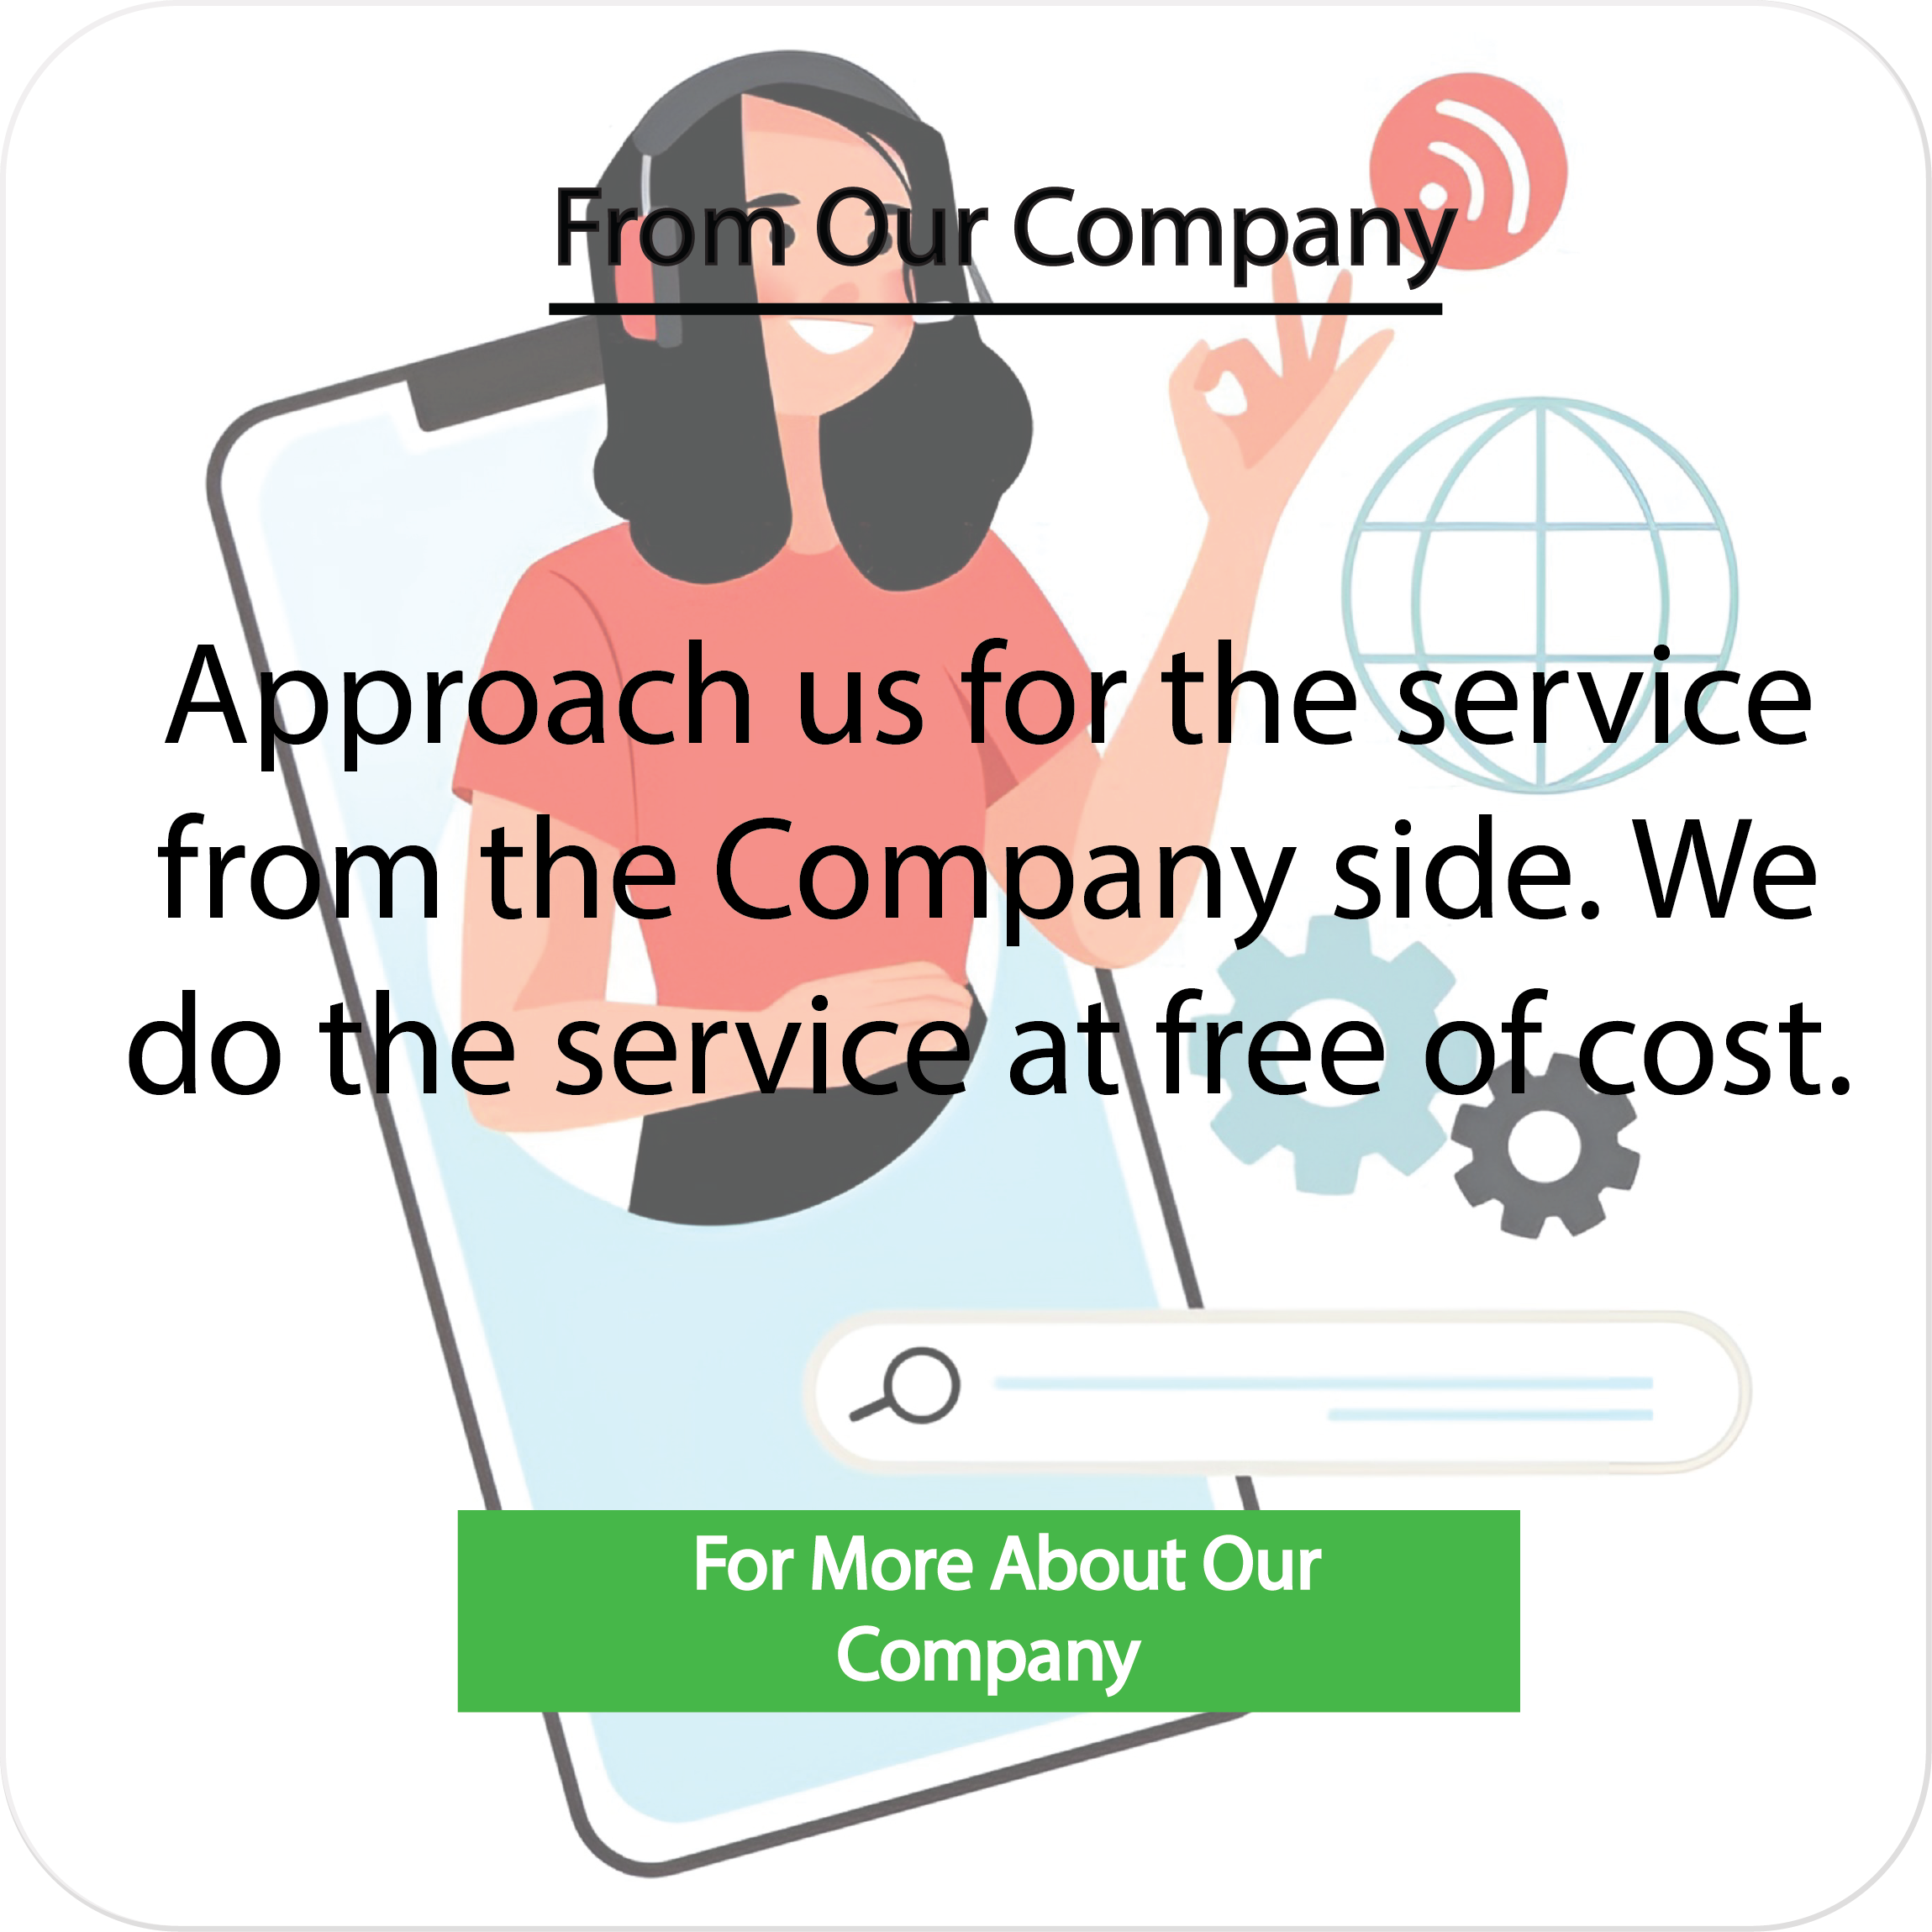 From Our Company
Approach us for the service
from the Company side. We
do the service at free of cost.
For More About Our
Company